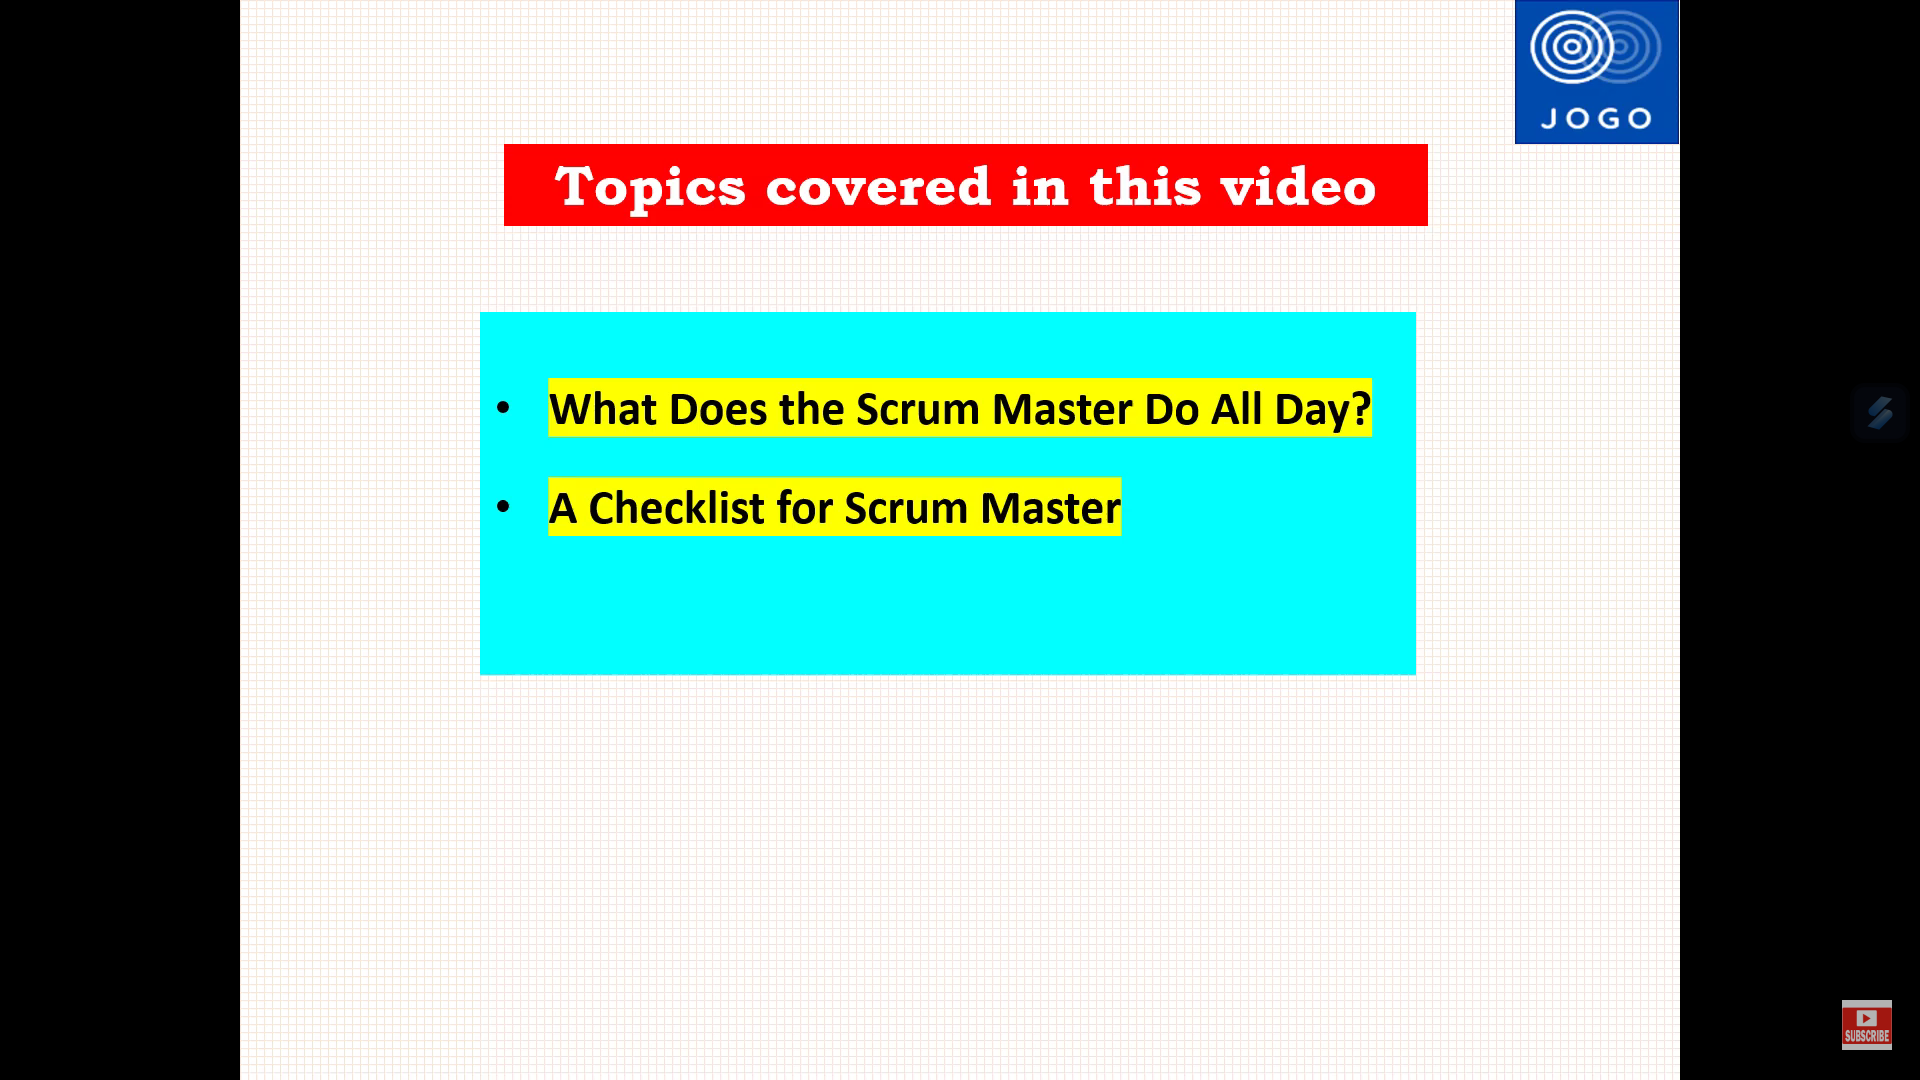 JOGO
Topics covered in this video
• What Does the Scrum Master Do All Day?
• A Checklist for Scrum Master
SUBSCRIBE